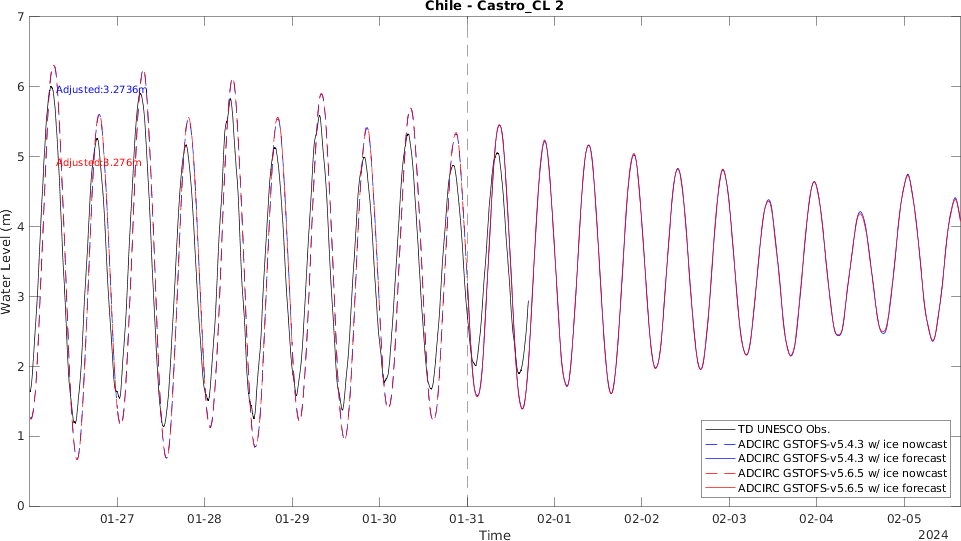 Chile - Castro_CL 2
7
6
5
4
3
2
1
0
Water Level (m)
Adjusted:3.2736m
Adjusted:3.276m
TD UNESCO Obs.
ADCIRC GSTOFS-v5.4.3 w/ ice nowcast
ADCIRC GSTOFS-v5.4.3 w/ ice forecast
ADCIRC GSTOFS-v5.6.5 w/ ice nowcast
ADCIRC GSTOFS-v5.6.5 w/ ice forecast
01-27 01-28 01-29 01-30 01-31 02-01 02-02 02-03 02-04 02-05
Time
2024